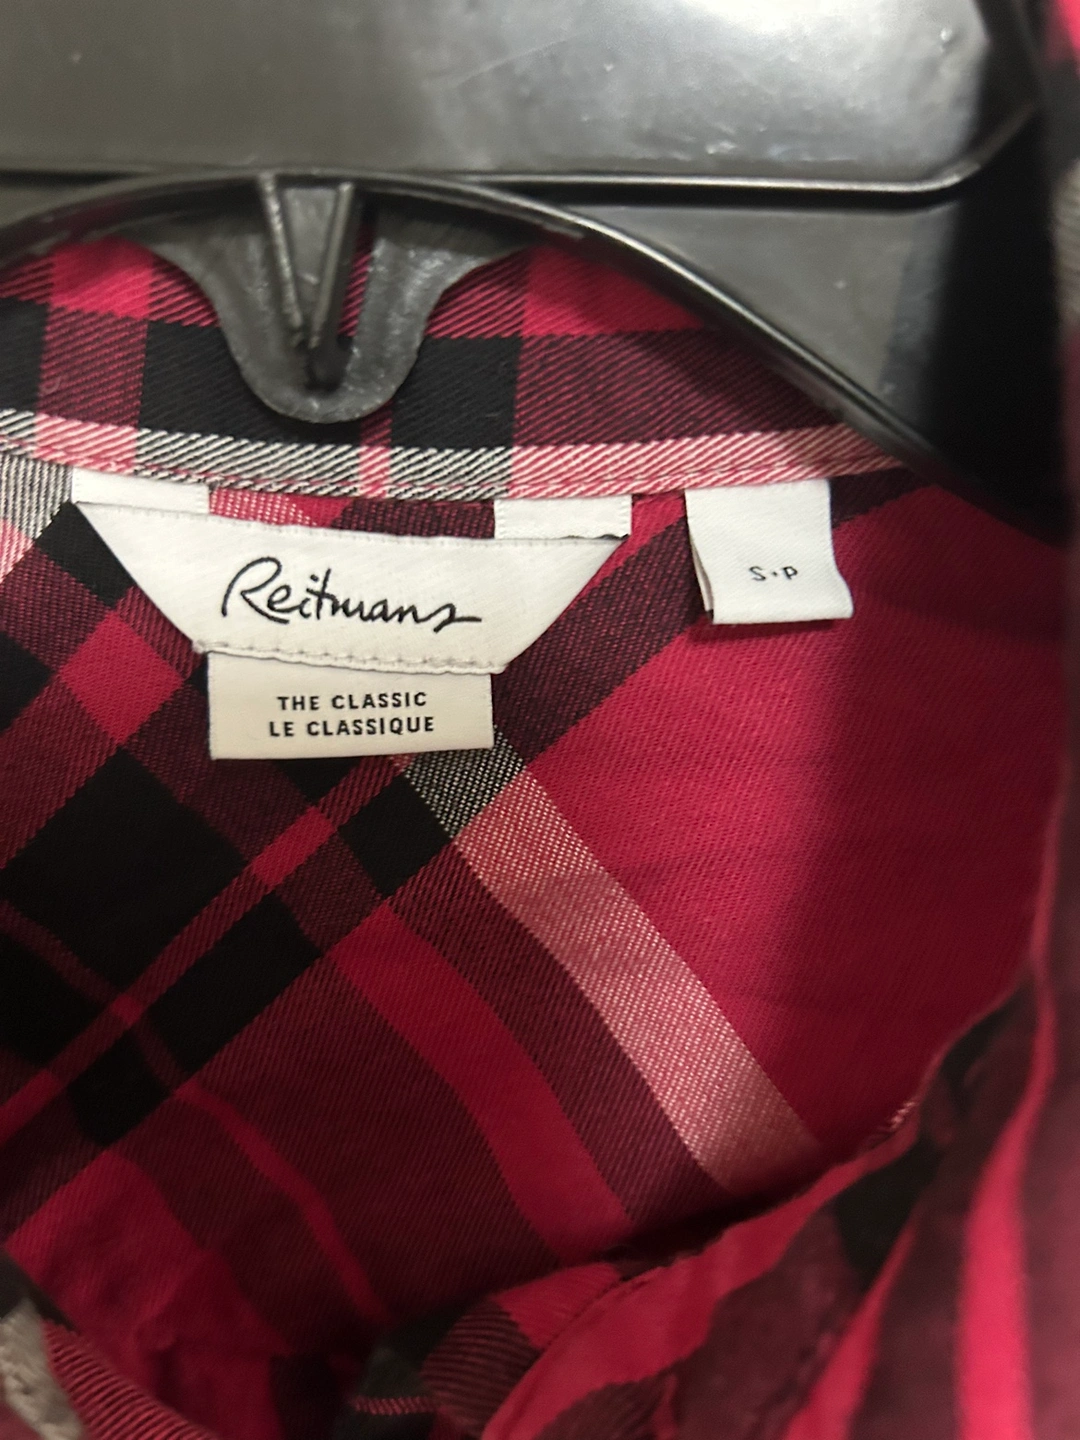 Reitmans
S·P
THE CLASSIC
LE CLASSIQUE